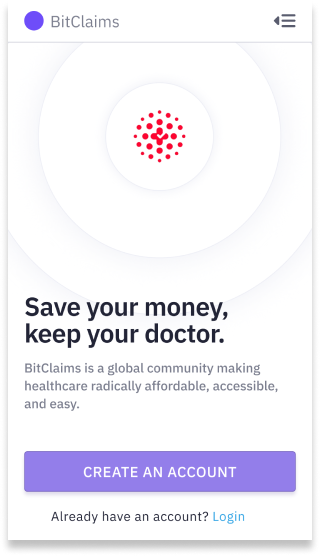 BitClaims
Save your money,
keep your doctor.
BitClaims is a global community making
healthcare radically affordable, accessible,
and easy.
CREATE AN ACCOUNT
Already have an account? Login